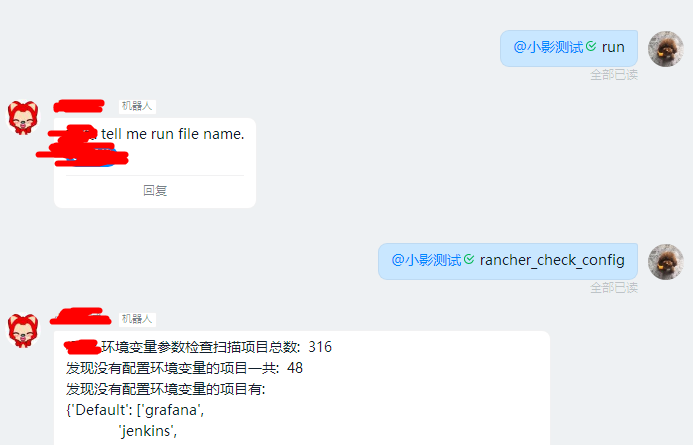 @小影测试 run
全部已读
机器人
tell me run file name.
回复
@小影测试 rancher_check_config
全部已读
机器人
环境变量参数检查扫描项目总数: 316
发现没有配置环境变量的项目一共: 48
发现没有配置环境变量的项目有:
{'Default': ['grafana',
'jenkins',